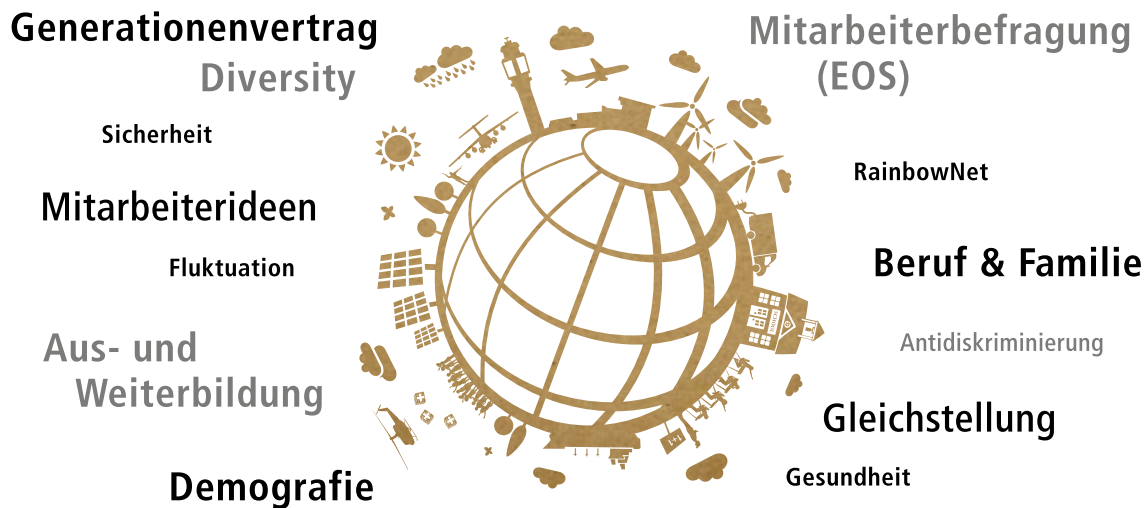 Generationenvertrag
Diversity
Sicherheit
Mitarbeiterideen
Fluktuation
Aus- und
Weiterbildung
Demografie
Mitarbeiterbefragung
(EOS)
RainbowNet
Beruf & Familie
Antidiskriminierung
Gleichstellung
Gesundheit